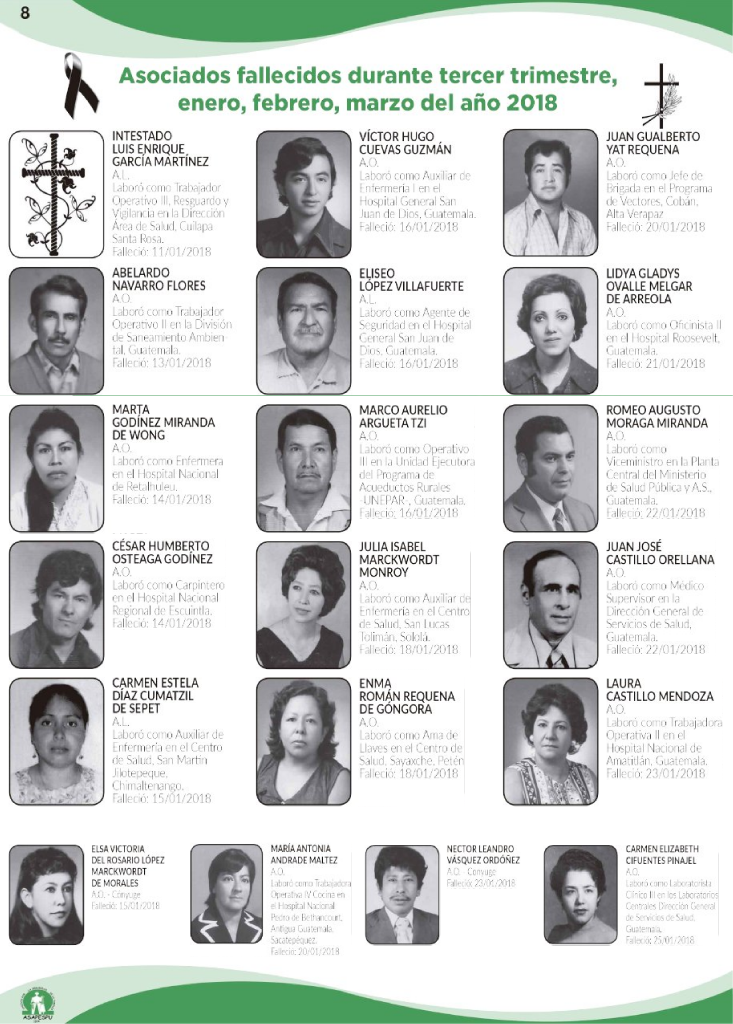 8
Asociados fallecidos durante tercer trimestre,
enero, febrero, marzo del año 2018
INTESTADO
LUIS ENRIQUE
GARCÍA MARTÍNEZ
A.L.
Laboró como Trabajador
Operativo III, Resguardo y
Vigilancia en la Dirección
Área de Salud, Cuilapa
Santa Rosa.
Falleció: 11/01/2018
VÍCTOR HUGO
CUEVAS GUZMÁN
A.O.
Laboró como Auxiliar de
Enfermería I en el
Hospital General San
Juan de Dios, Guatemala.
Falleció: 16/01/2018
JUAN GUALBERTO
YAT REQUENA
A.O.
Laboró como Jefe de
Brigada en el Programa
de Vectores, Cobán,
Alta Verapaz
Falleció: 20/01/2018
ABELARDO
NAVARRO FLORES
A.O.
Laboró como Trabajador
Operativo II en la División
de Saneamiento Ambien-
tal, Guatemala.
Falleció: 13/01/2018
ELISEO
LÓPEZ VILLAFUERTE
A.L.
Laboró como Agente de
Seguridad en el Hospital
General San Juan de
Dios, Guatemala.
Falleció: 16/01/2018
LIDYA GLADYS
OVALLE MELGAR
DE ARREOLA
A.O.
Laboró como Oficinista II
en el Hospital Roosevelt,
Guatemala.
Falleció: 21/01/2018
MARTA
GODÍNEZ MIRANDA
DE WONG
A.O.
Laboró como Enfermera
en el Hospital Nacional
de Retalhuleu.
Falleció: 14/01/2018
MARCO AURELIO
ARGUETA TZI
A.O.
Laboró como Operativo
III en la Unidad Ejecutora
del Programa de
Acueductos Rurales
-UNEPAR-, Guatemala.
Falleció: 16/01/2018
ROMEO AUGUSTO
MORAGA MIRANDA
A.O.
Laboró como
Viceministro en la Planta
Central del Ministerio
de Salud Pública y A.S.,
Guatemala.
Falleció: 22/01/2018
CÉSAR HUMBERTO
OSTEAGA GODÍNEZ
A.O.
Laboró como Carpintero
en el Hospital Nacional
Regional de Escuintla.
Falleció: 14/01/2018
JULIA ISABEL
MARCKWORDT
MONROY
A.O.
Laboró como Auxiliar de
Enfermería en el Centro
de Salud, San Lucas
Tolimán, Sololá.
Falleció: 18/01/2018
JUAN JOSÉ
CASTILLO ORELLANA
A.O.
Laboró como Médico
Supervisor en la
Dirección General de
Servicios de Salud,
Guatemala.
Falleció: 22/01/2018
CARMEN ESTELA
DÍAZ CUMATZIL
DE SEPET
A.L.
Laboró como Auxiliar de
Enfermería en el Centro
de Salud, San Martín
Jilotepeque,
Chimaltenango.
Falleció: 15/01/2018
ENMA
ROMÁN REQUENA
DE GÓNGORA
A.O.
Laboró como Ama de
Llaves en el Centro de
Salud, Sayaxche, Petén
Falleció: 18/01/2018
LAURA
CASTILLO MENDOZA
A.O.
Laboró como Trabajadora
Operativa II en el
Hospital Nacional de
Amatitlán, Guatemala.
Falleció: 23/01/2018
ELSA VICTORIA
DEL ROSARIO LÓPEZ
MARCKWORDT
DE MORALES
A.O. - Cónyuge
Falleció: 15/01/2018
MARÍA ANTONIA
ANDRADE MALTEZ
A.O.
Laboró como Trabajadora
Operativa IV Cocina en
el Hospital Nacional
Pedro de Bethancourt,
Antigua Guatemala,
Sacatepéquez.
Falleció: 20/01/2018
NECTOR LEANDRO
VÁSQUEZ ORDÓÑEZ
A.O. - Conyuge
Falleció: 23/01/2018
CARMEN ELIZABETH
CIFUENTES PINAJEL
A.O.
Laboró como Laboratorista
Clínico III en los Laboratorios
Centrales Dirección General
de Servicios de Salud,
Guatemala.
Falleció: 25/01/2018